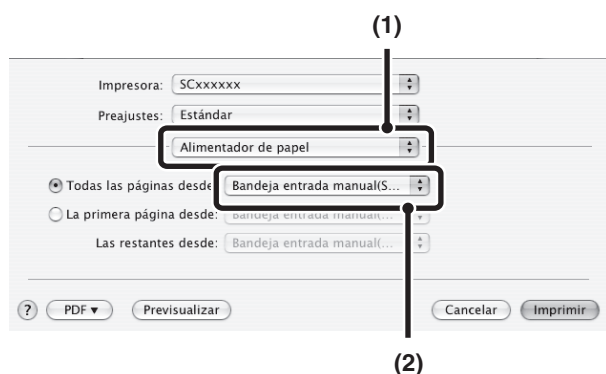 (1)
Impresora: SCxxxxxx
Preajustes: Estándar
Alimentador de papel
Todas las páginas desde: Bandeja entrada manual(S...
La primera página desde: Bandeja entrada manual(...
Las restantes desde: Bandeja entrada manual(...
? PDF ▼ Previsualizar Cancelar Imprimir
(2)